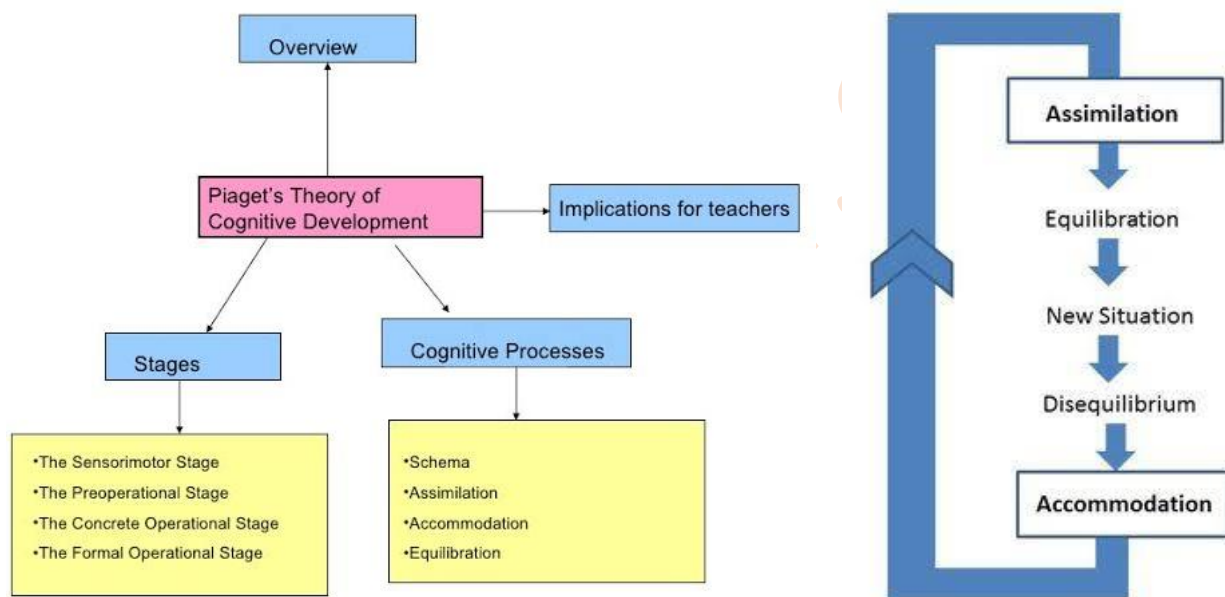 Overview
Piaget's Theory of
Cognitive Development
Implications for teachers
Stages
Cognitive Processes
•The Sensorimotor Stage
•The Preoperational Stage
•The Concrete Operational Stage
•The Formal Operational Stage
•Schema
•Assimilation
•Accommodation
•Equilibration
Assimilation
Equilibration
New Situation
Disequilibrium
Accommodation